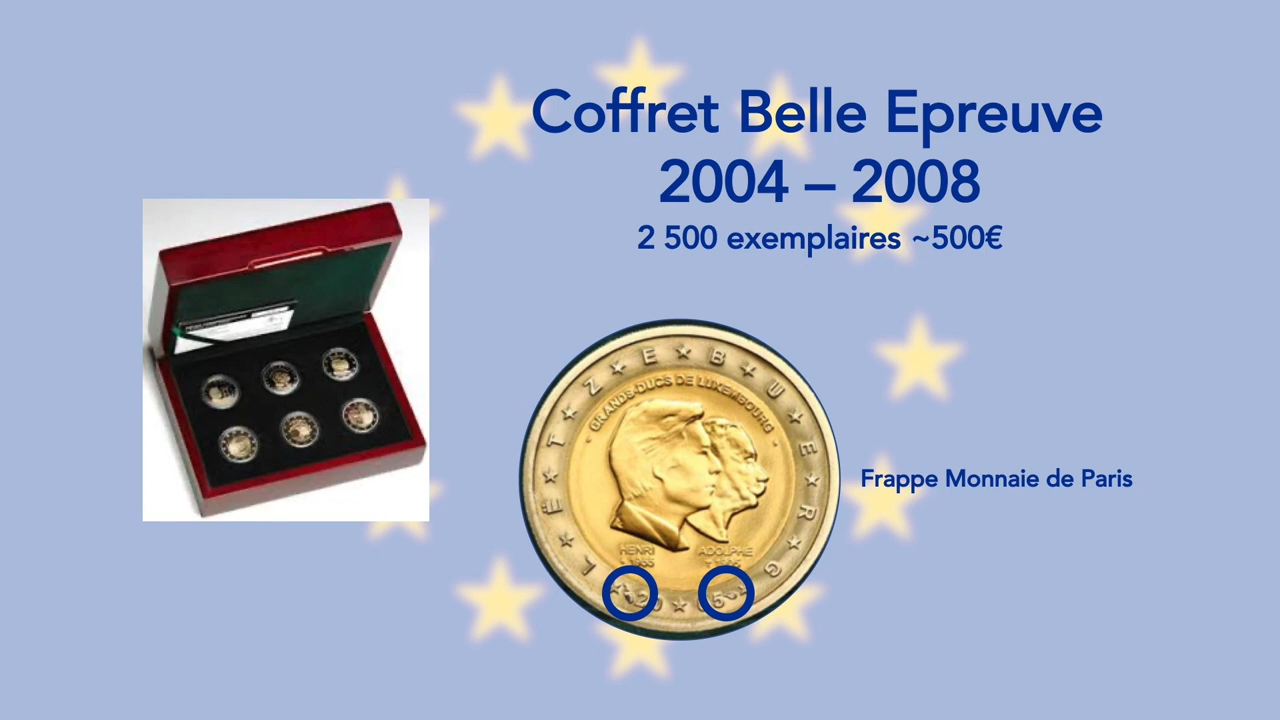 Coffret Belle Epreuve
2004 – 2008
2 500 exemplaires ~500€
LËTZEBUERG
GRANDS-DUCS DE LUXEMBOURG
HENRI
ADOLPHE
Frappe Monnaie de Paris